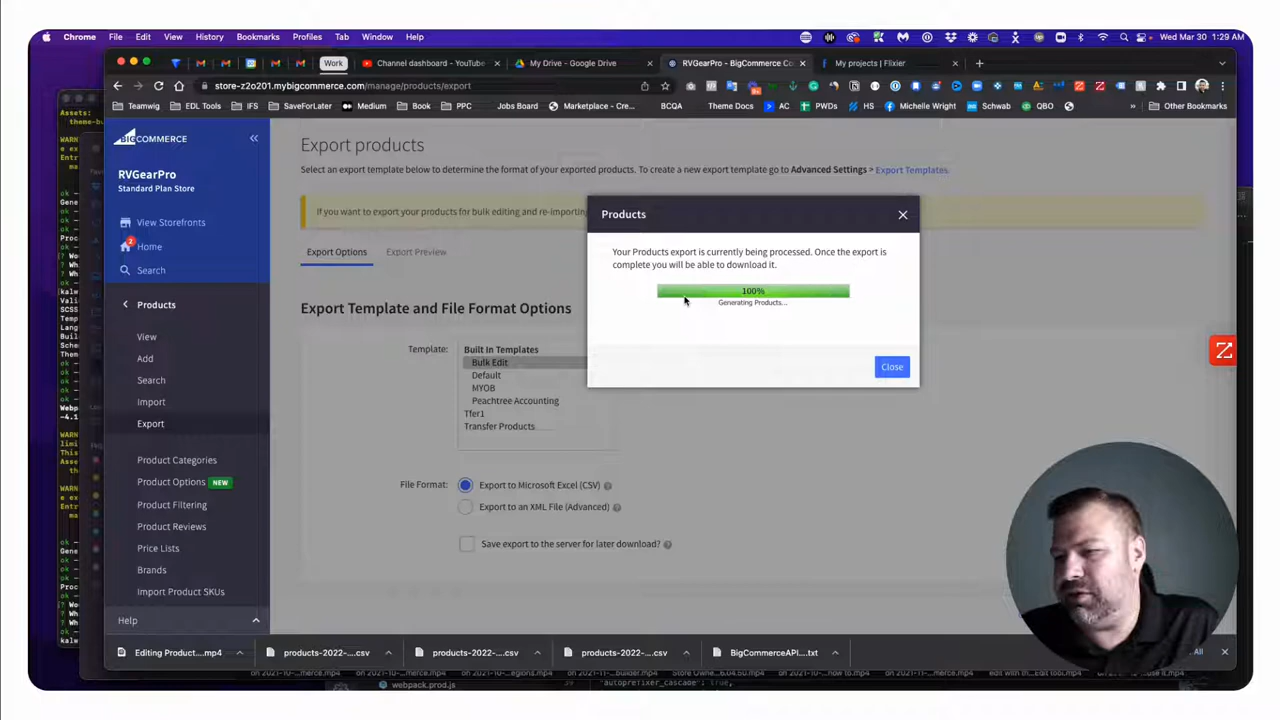 Chrome File Edit View History Bookmarks Profiles Tab Window Help Wed Mar 30 1:29 AM
Work Channel dashboard - YouTube My Drive - Google Drive RVGearPro - BigCommerce Co My projects | Flixier
store-z2o201.mybigcommerce.com/manage/products/export
Teamwig EDL Tools IFS SaveForLater Medium Book PPC Jobs Board Marketplace - Cre... BCQA Theme Docs AC PWDs HS Michelle Wright Schwab QBO Other Bookmarks
BIGCOMMERCE
RVGearPro
Standard Plan Store
View Storefronts
2
Home
Search
Products
View
Add
Search
Import
Export
Product Categories
Product Options NEW
Product Filtering
Product Reviews
Price Lists
Brands
Import Product SKUs
Help
Export products
Select an export template below to determine the format of your exported products. To create a new export template go to Advanced Settings > Export Templates.
If you want to export your products for bulk editing and re-importing
Export Options Export Preview
Export Template and File Format Options
Template:
Built In Templates
Bulk Edit
Default
MYOB
Peachtree Accounting
Tfer1
Transfer Products
File Format:
Export to Microsoft Excel (CSV)
Export to an XML File (Advanced)
Save export to the server for later download?
Products
Your Products export is currently being processed. Once the export is
complete you will be able to download it.
100%
Generating Products...
Close
Editing Product....mp4 products-2022-....csv products-2022-....csv products-2022-....csv BigCommerceAPI....txt All
webpack.prod.js
"autoprefixer_cascade": true,